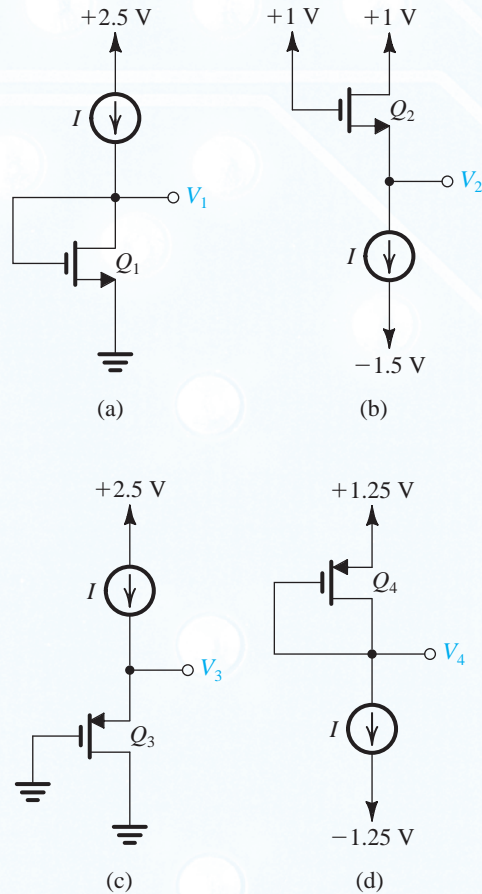 +2.5 V
I
V₁
Q₁
(a)
+1 V
+1 V
Q₂
V₂
I
−1.5 V
(b)
+2.5 V
I
V₃
Q₃
(c)
+1.25 V
Q₄
V₄
I
−1.25 V
(d)